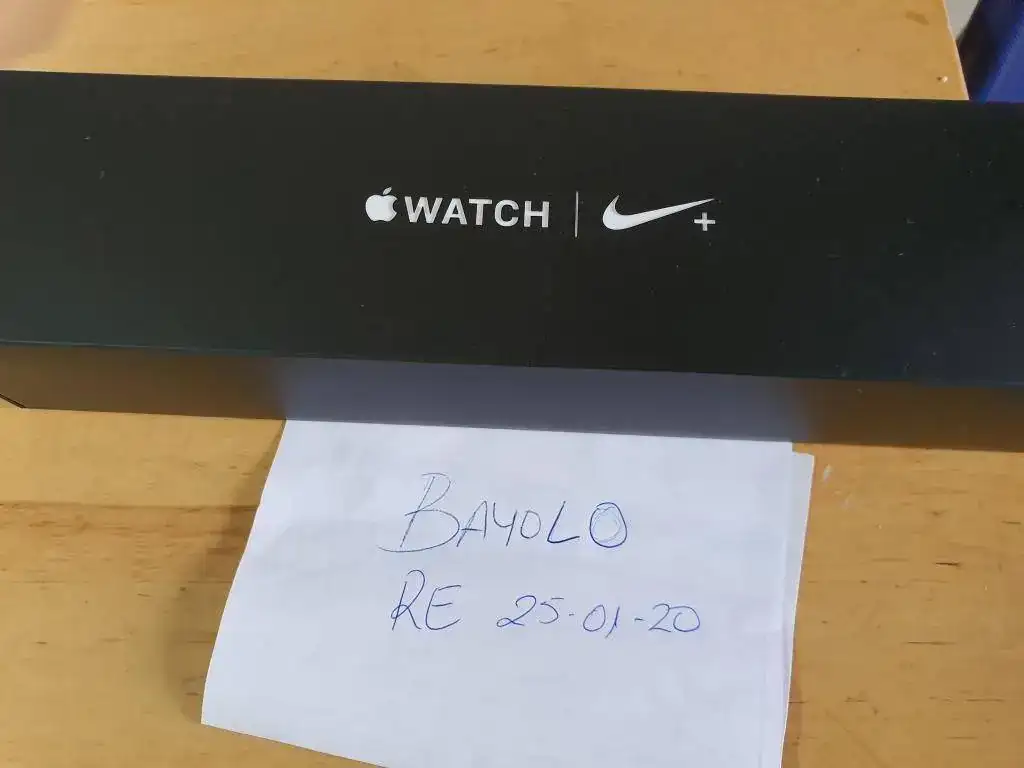 WATCH | +
BAYOLO
RE 25-01-20